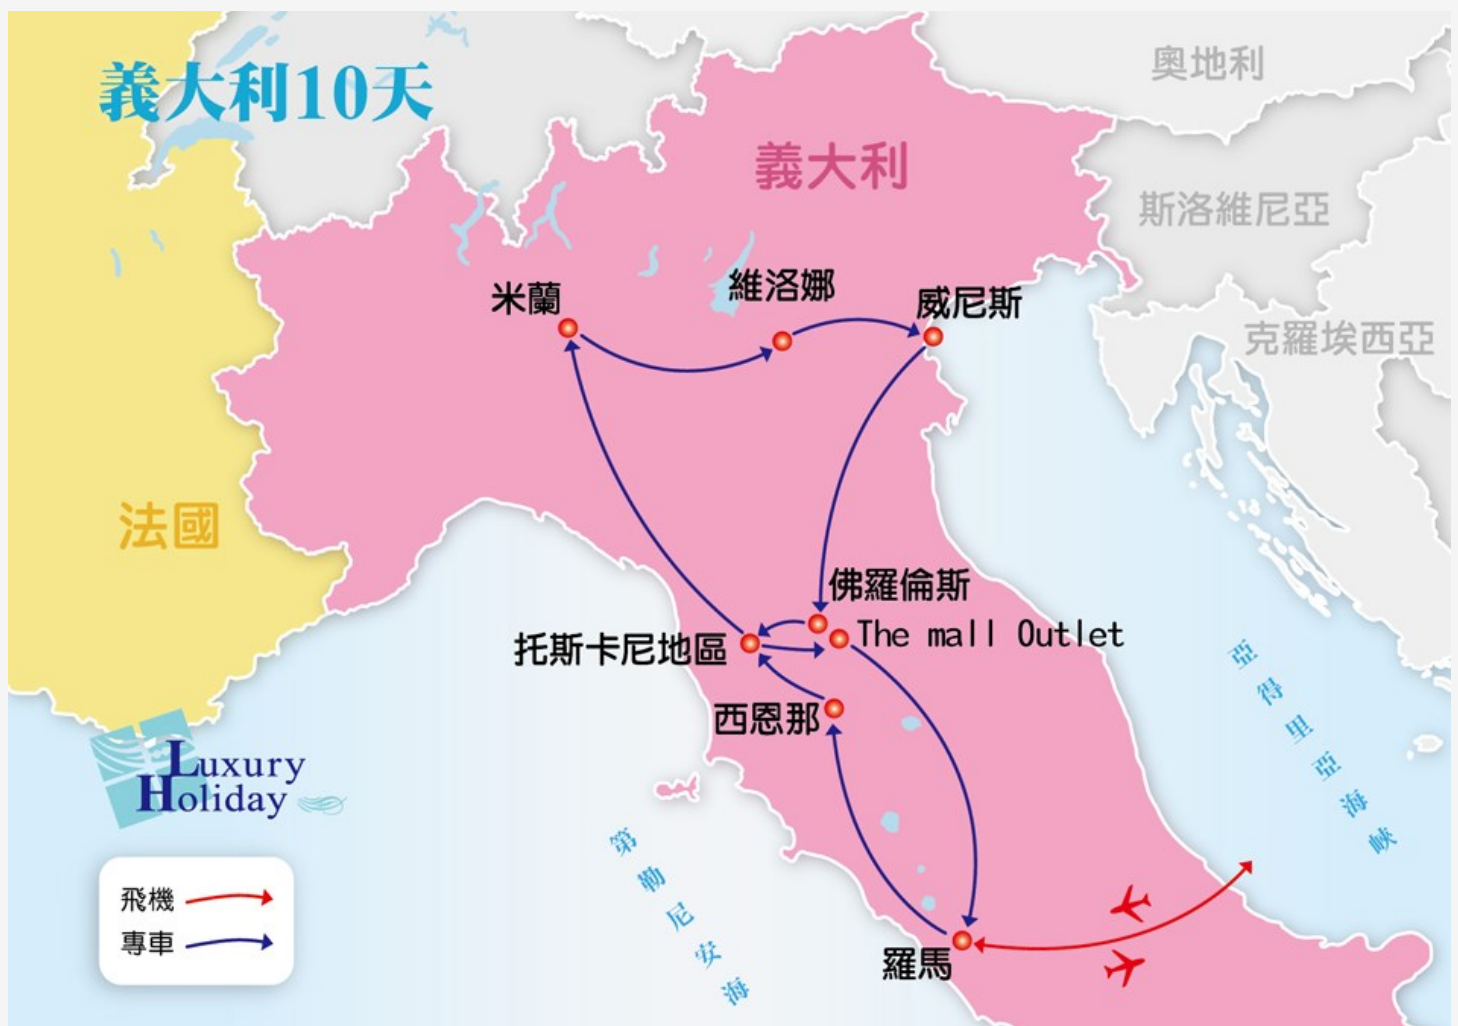 義大利10天
奧地利
義大利
斯洛維尼亞
米蘭
維洛娜
威尼斯
克羅埃西亞
法國
佛羅倫斯
The mall Outlet
托斯卡尼地區
西恩那
亞得里亞海峽
Luxury
Holiday
第勒尼安海
飛機
專車
羅馬